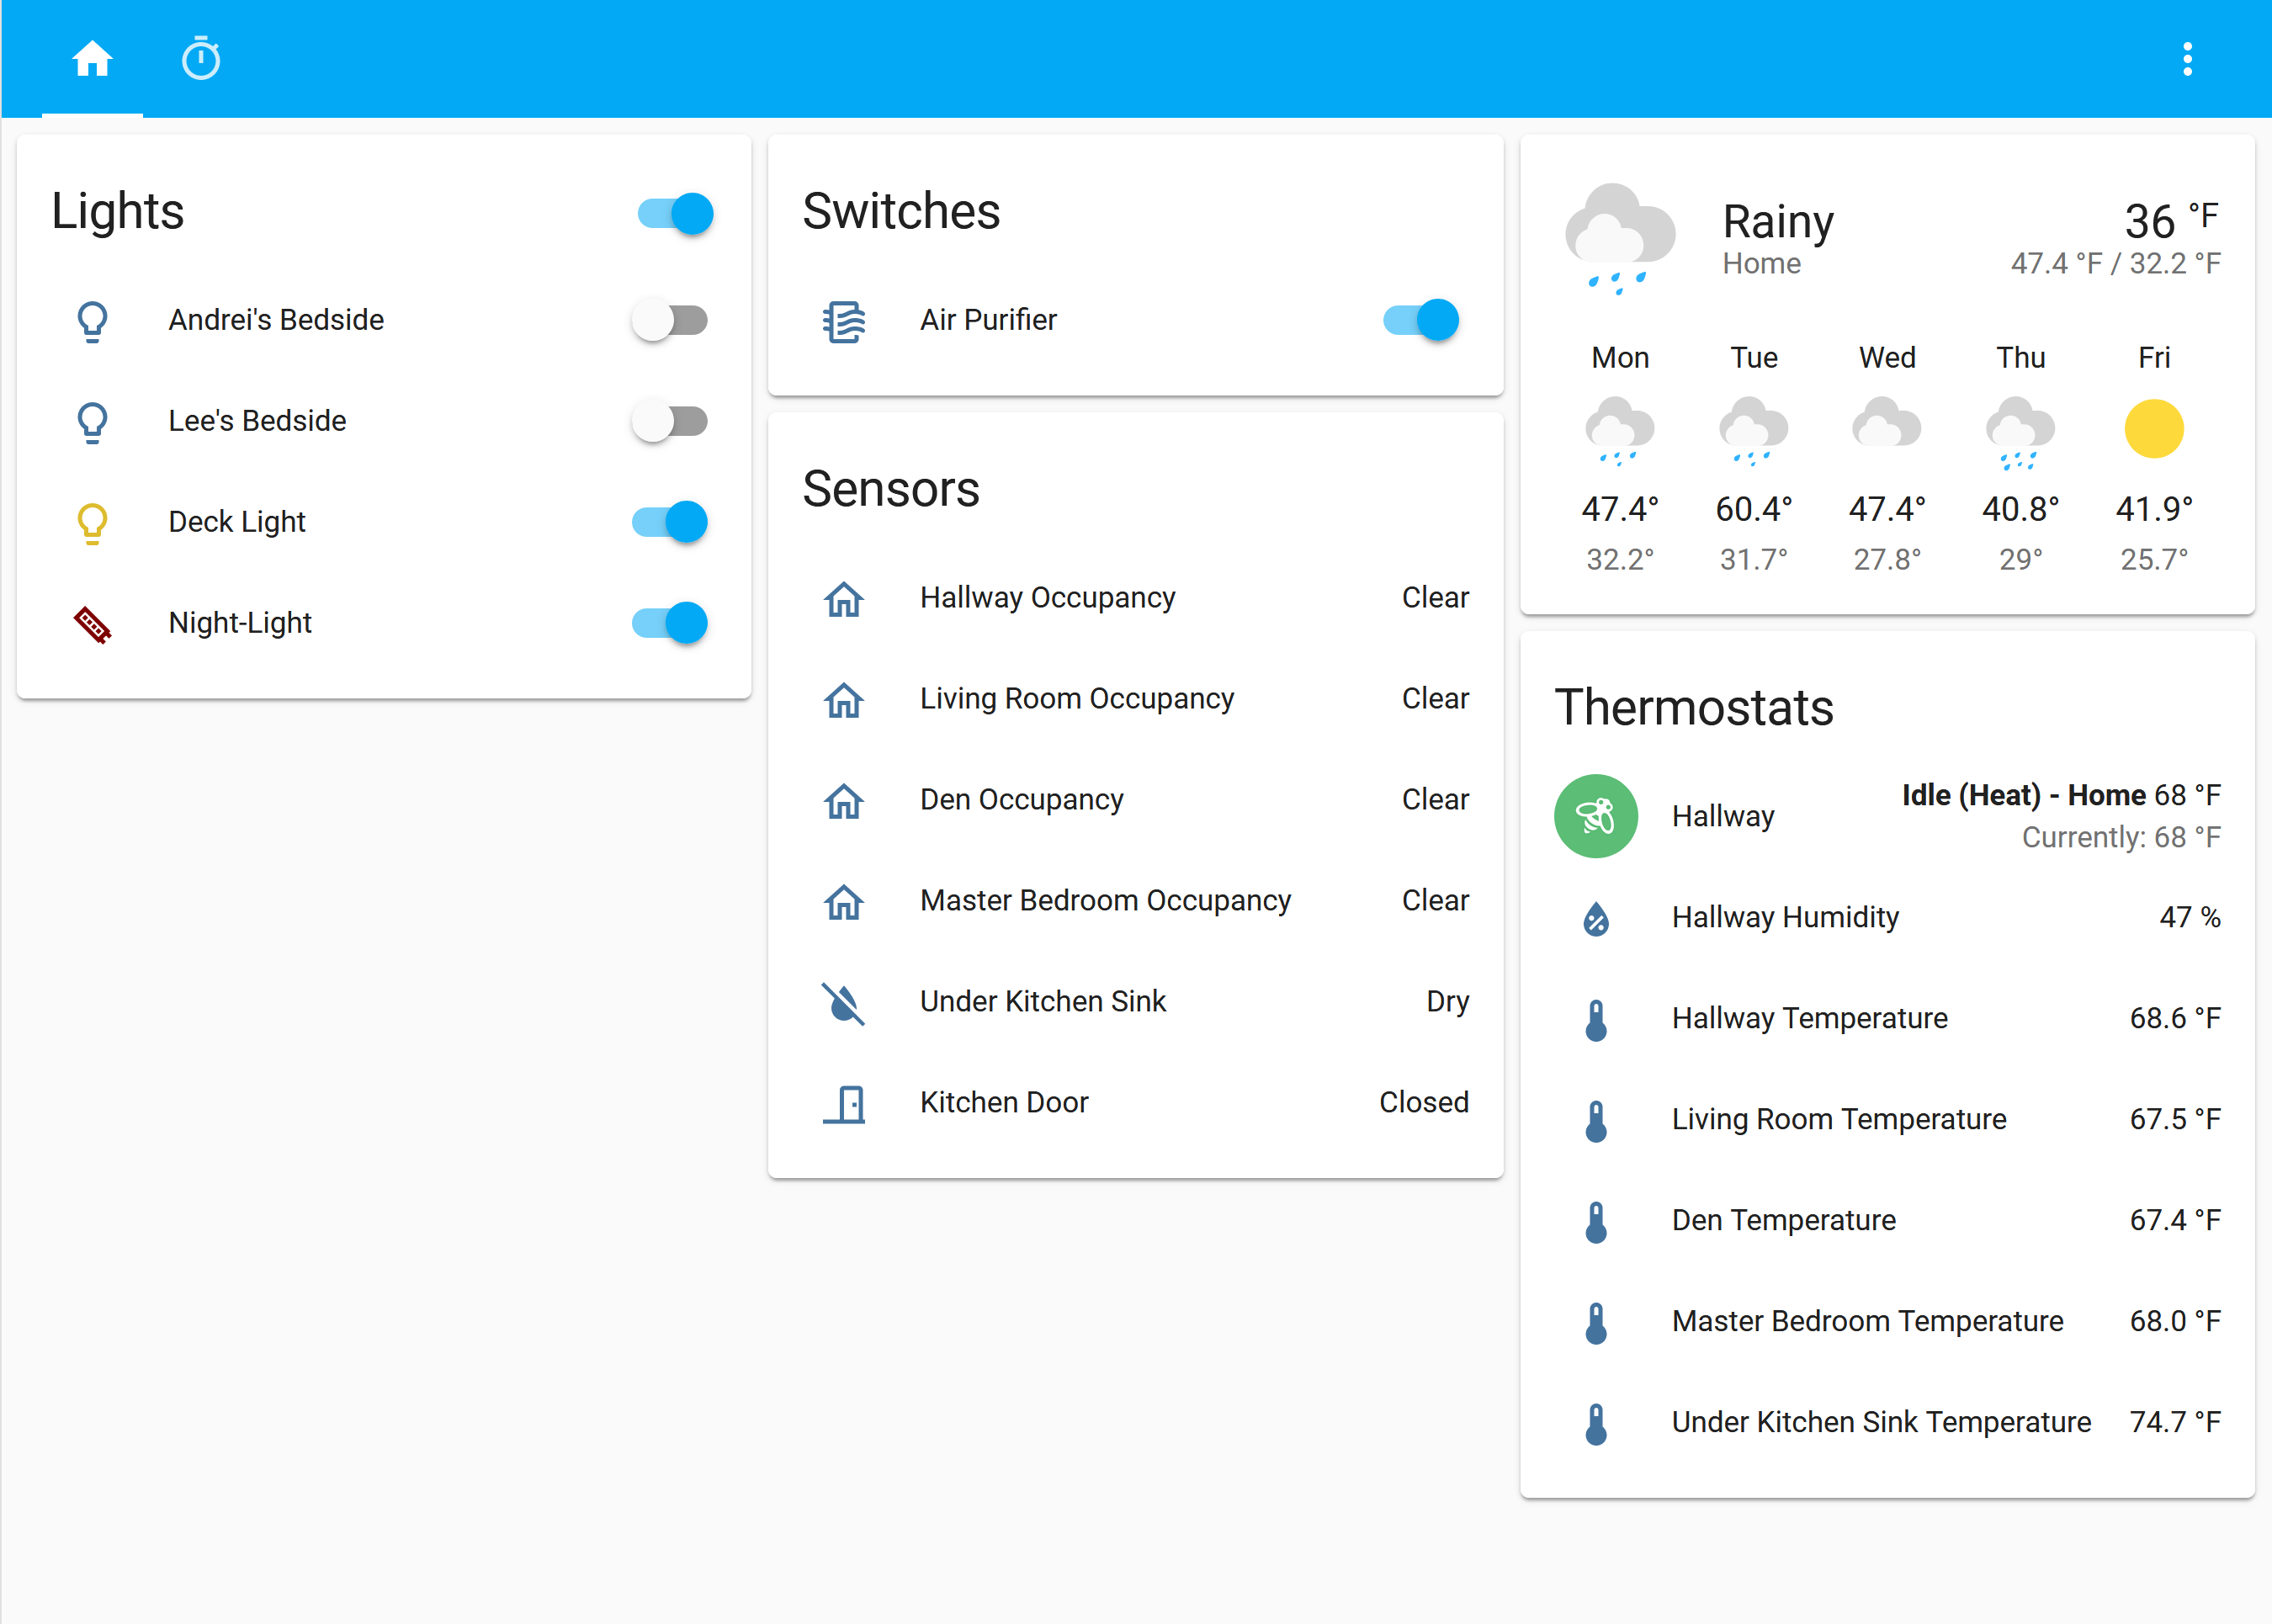 Lights
Andrei's Bedside
Lee's Bedside
Deck Light
Night-Light
Switches
Air Purifier
Sensors
Hallway Occupancy Clear
Living Room Occupancy Clear
Den Occupancy Clear
Master Bedroom Occupancy Clear
Under Kitchen Sink Dry
Kitchen Door Closed
Rainy 36 °F
Home 47.4 °F / 32.2 °F
Mon Tue Wed Thu Fri
47.4° 60.4° 47.4° 40.8° 41.9°
32.2° 31.7° 27.8° 29° 25.7°
Thermostats
Hallway Idle (Heat) - Home 68 °F
Currently: 68 °F
Hallway Humidity 47 %
Hallway Temperature 68.6 °F
Living Room Temperature 67.5 °F
Den Temperature 67.4 °F
Master Bedroom Temperature 68.0 °F
Under Kitchen Sink Temperature 74.7 °F